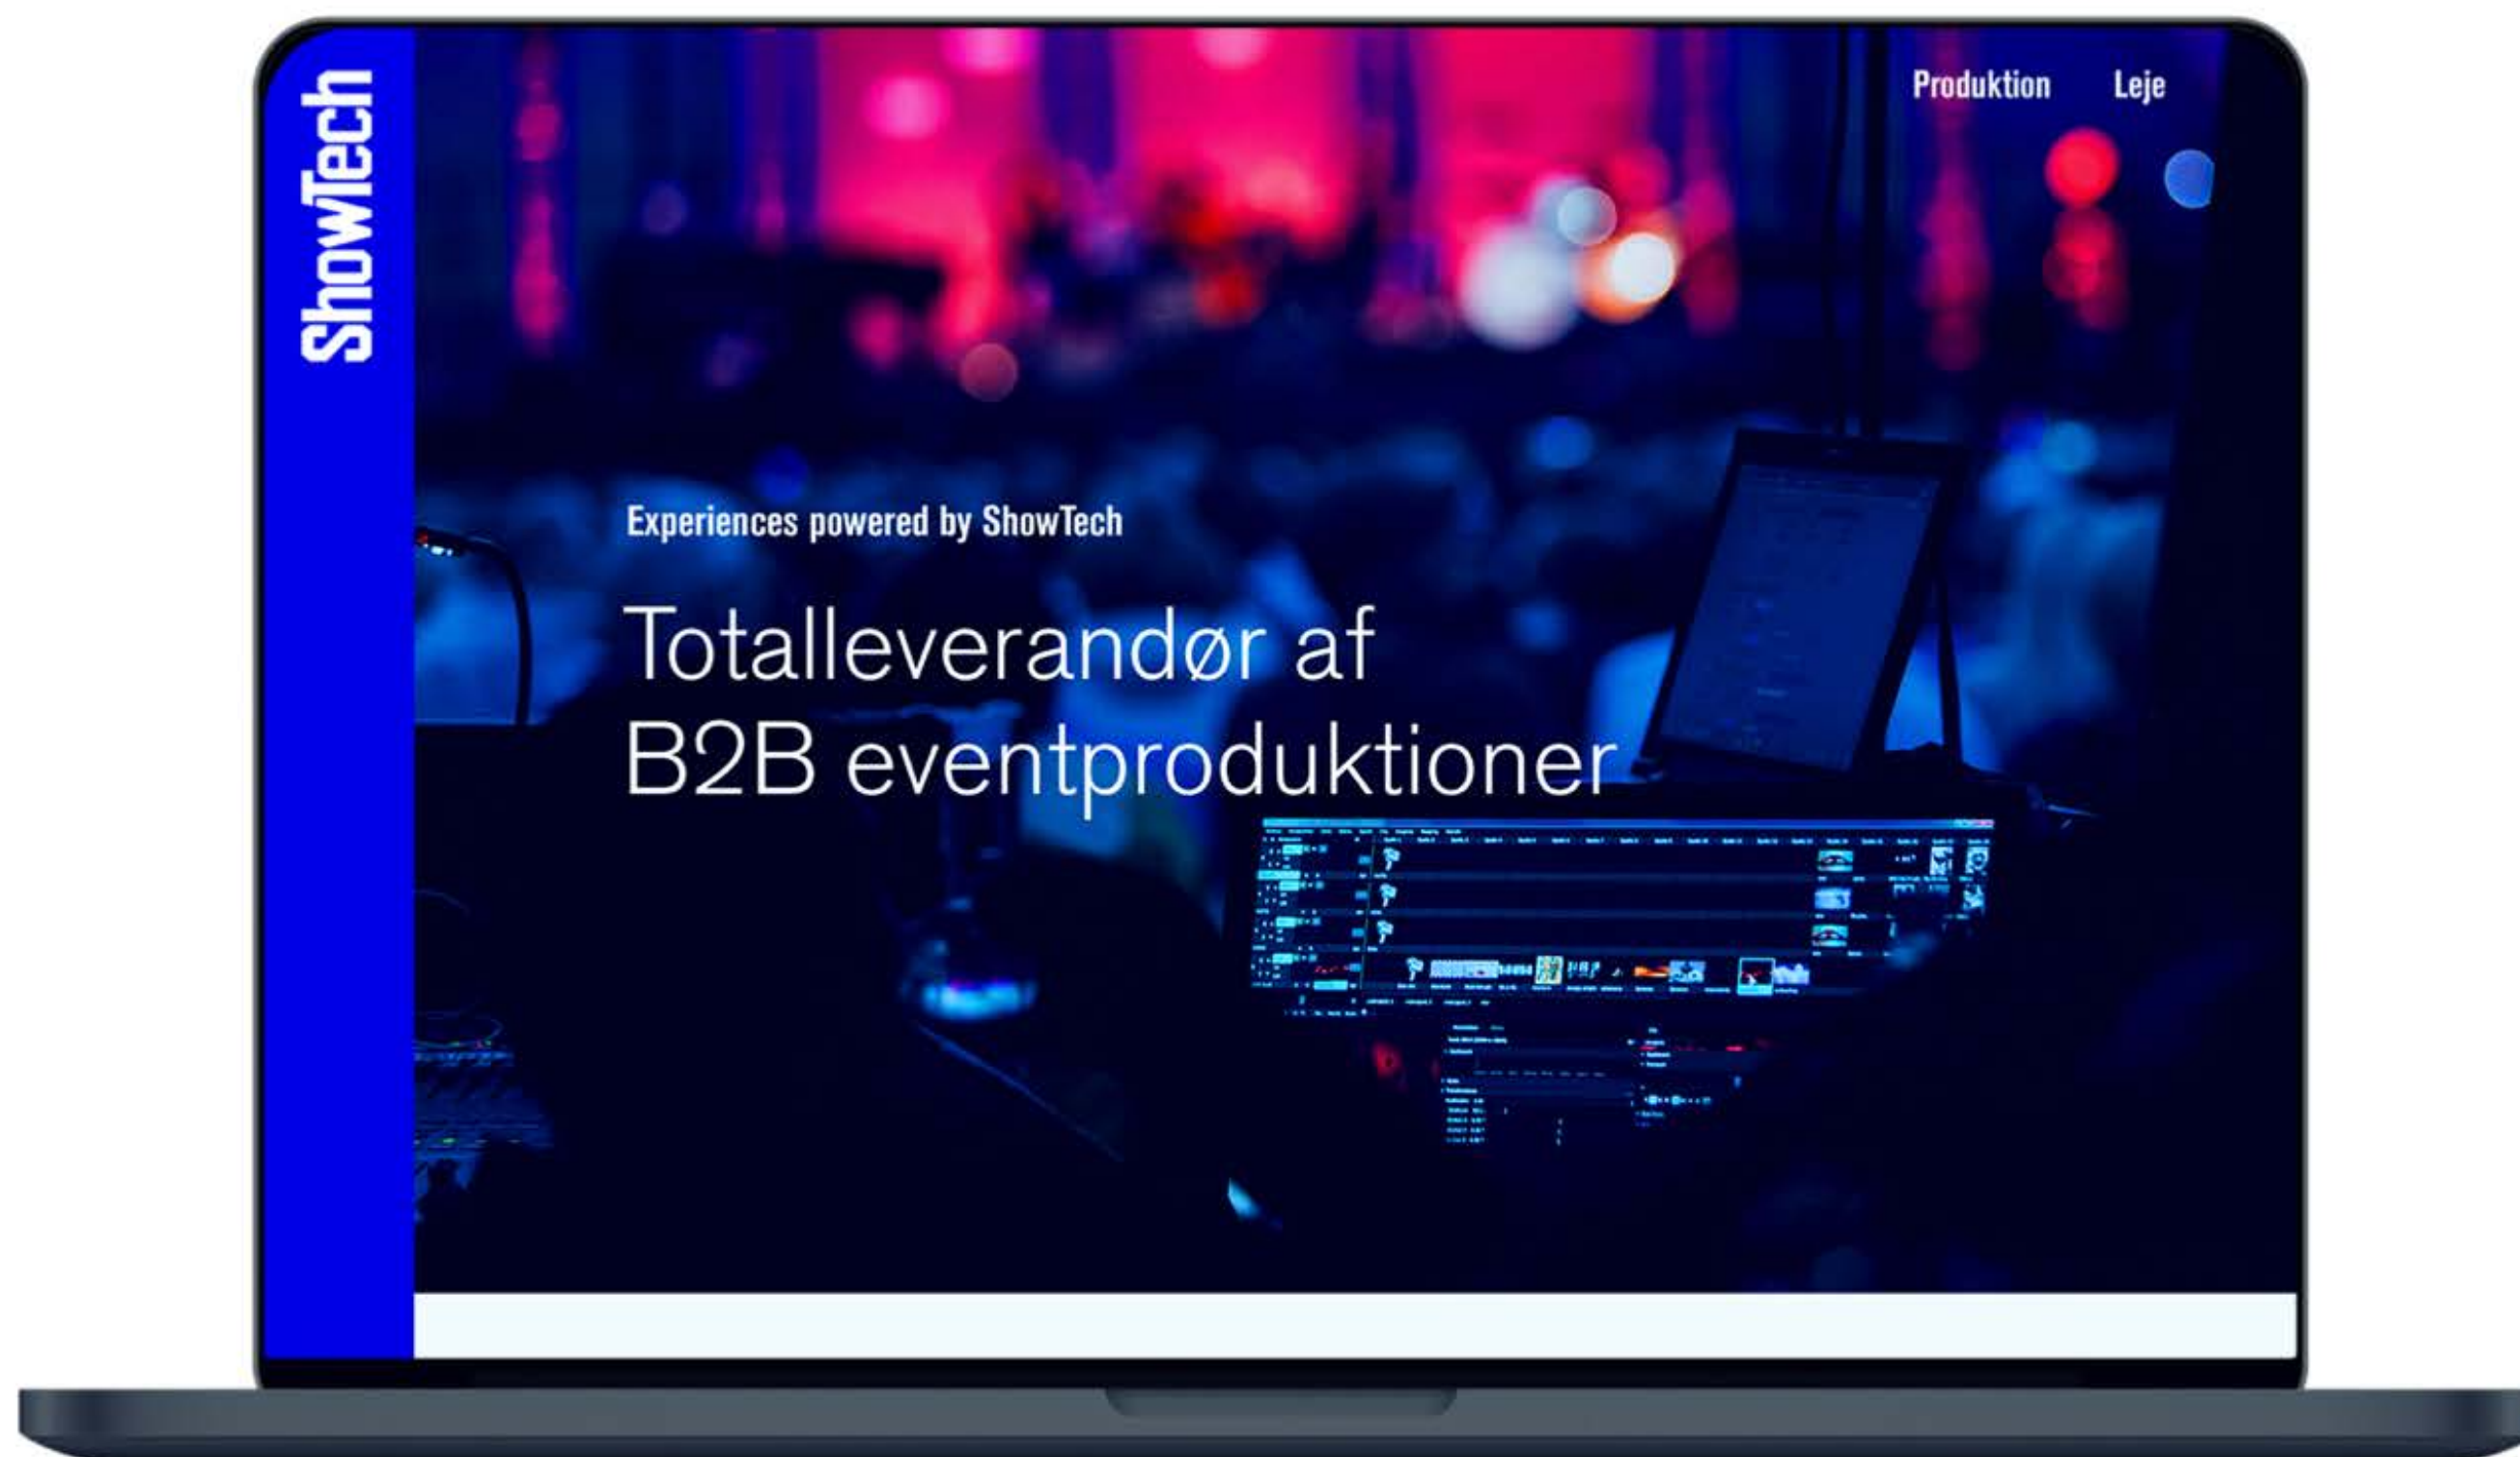 ShowTech
Produktion Leje
Experiences powered by ShowTech
Totalleverandør af
B2B eventproduktioner